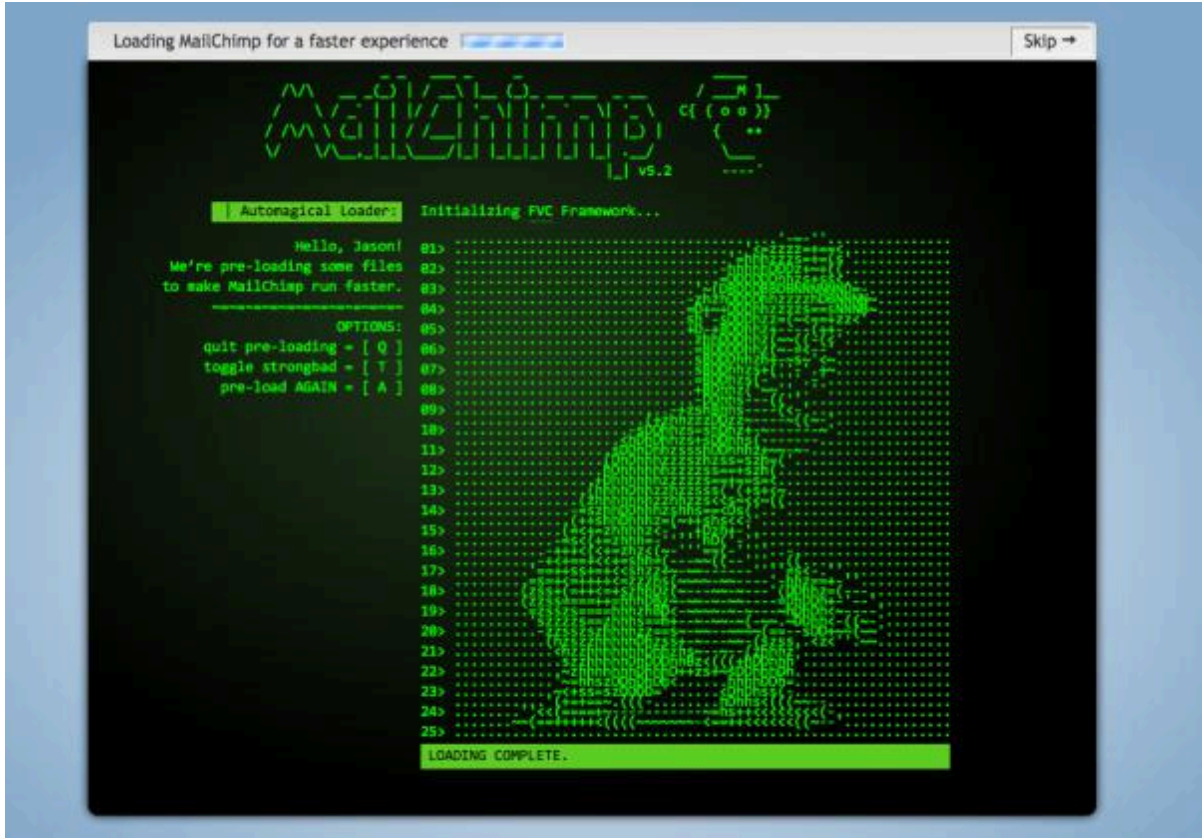 Loading MailChimp for a faster experience
Skip →
MailChimp
v5.2
Automagical Loader:
Initializing FVC Framework...
Hello, Jason!
We're pre-loading some files
to make MailChimp run faster.
OPTIONS:
quit pre-loading = [ Q ]
toggle strongbad = [ T ]
pre-load AGAIN = [ A ]
01>
02>
03>
04>
05>
06>
07>
08>
09>
10>
11>
12>
13>
14>
15>
16>
17>
18>
19>
20>
21>
22>
23>
24>
25>
LOADING COMPLETE.